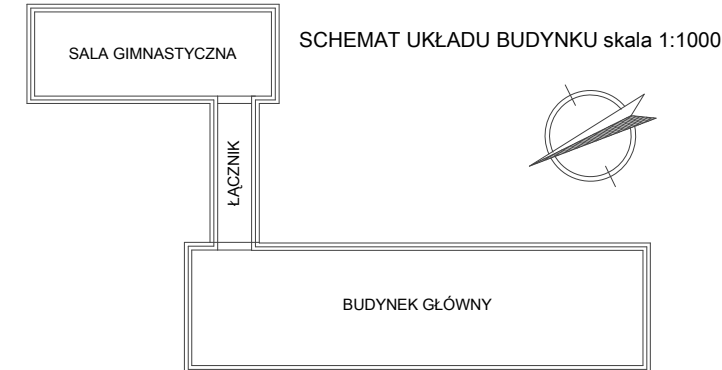 SCHEMAT UKŁADU BUDYNKU skala 1:1000
SALA GIMNASTYCZNA
ŁĄCZNIK
BUDYNEK GŁÓWNY